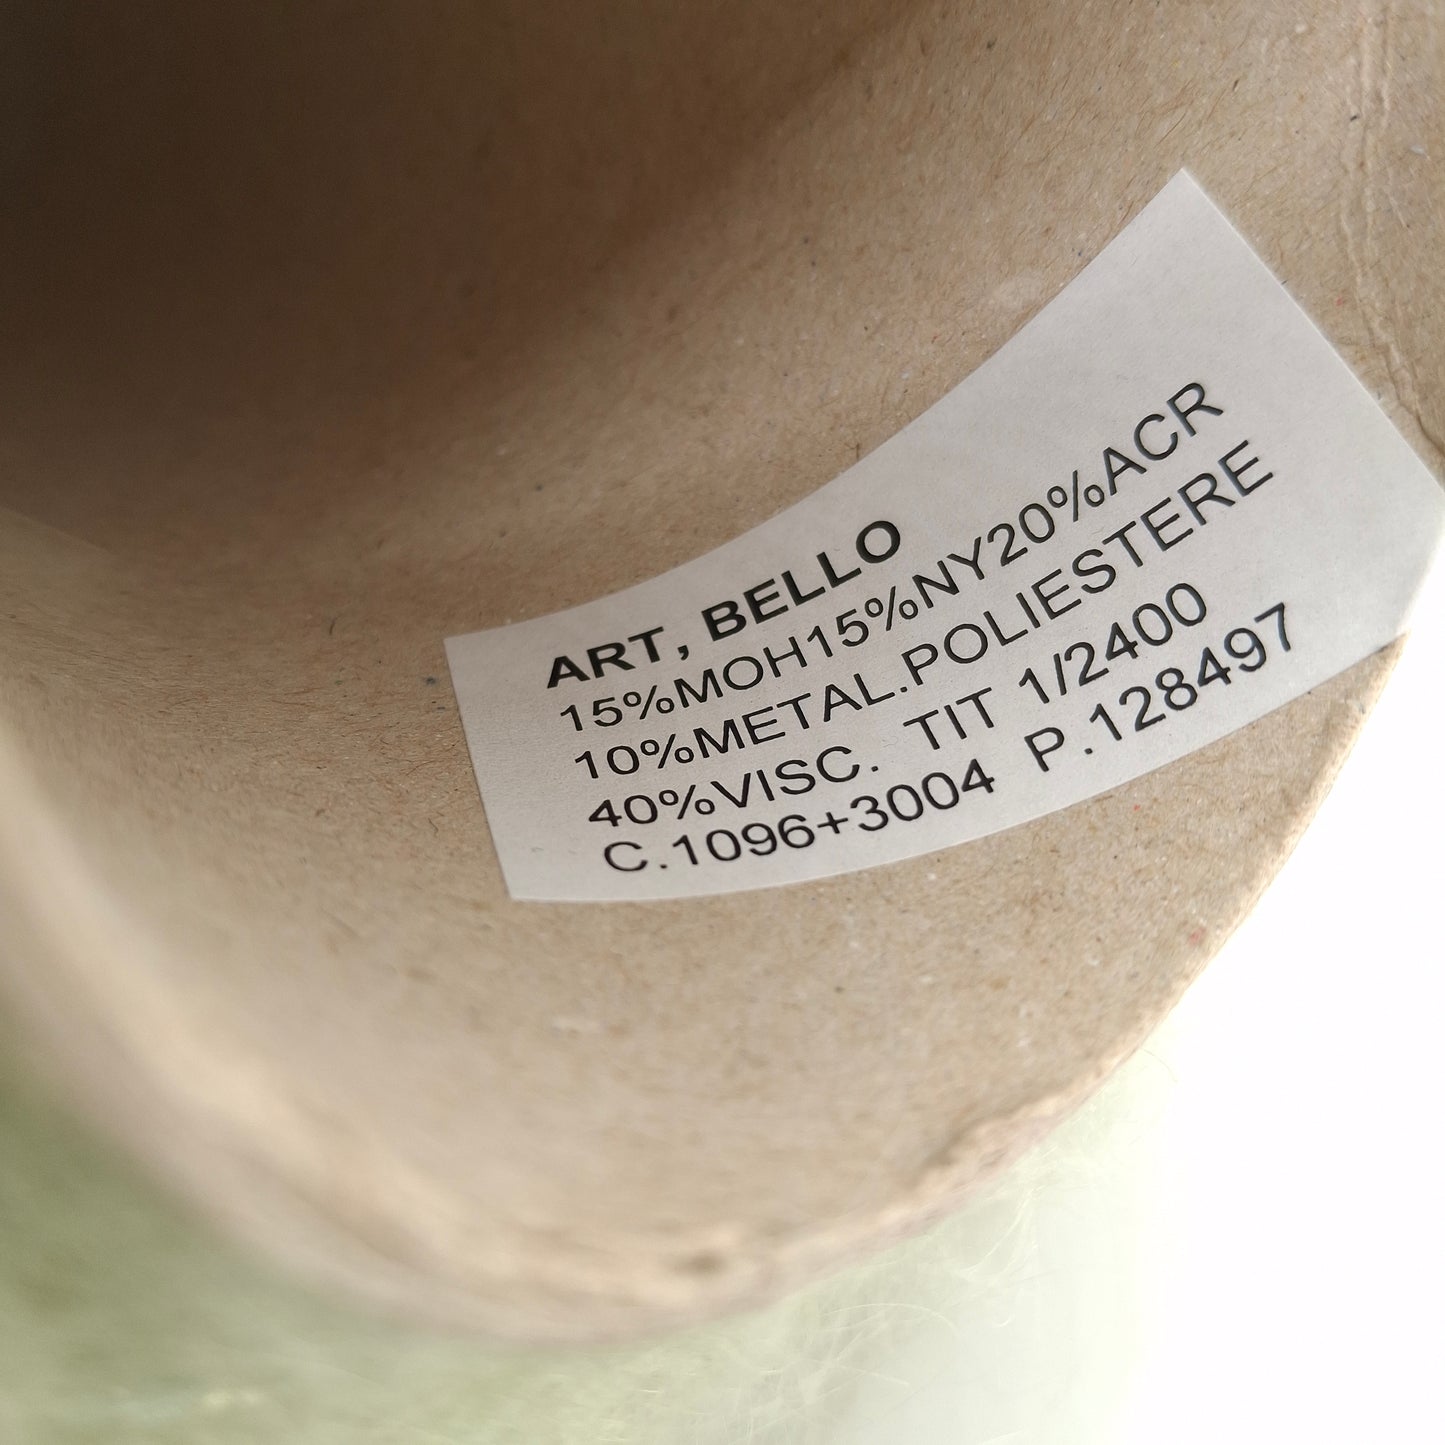 ART, BELLO
15%MOH15%NY20%ACR
10%METAL.POLIESTERE
40%VISC. TIT 1/2400
C.1096+3004 P.128497